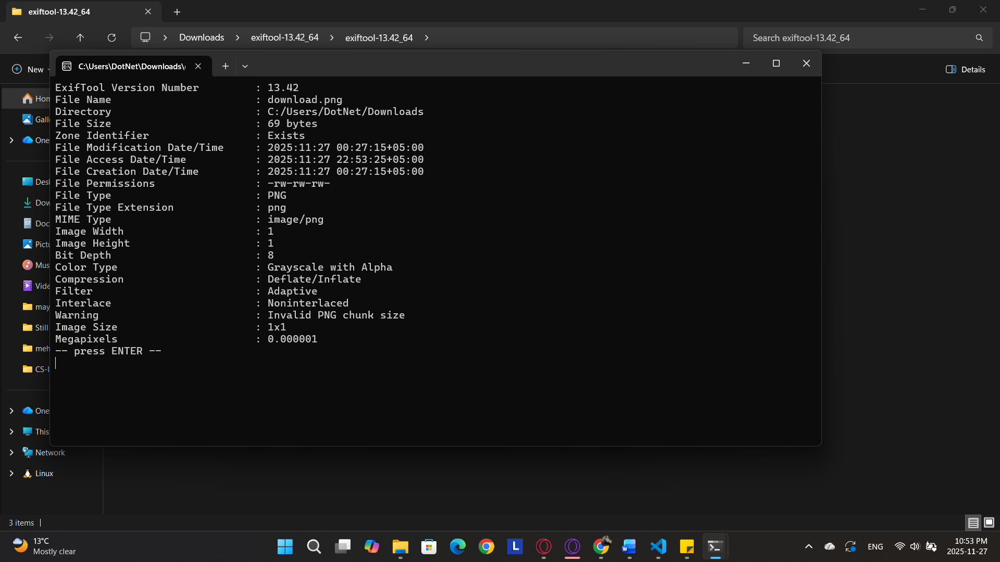 exiftool-13.42_64
Downloads
exiftool-13.42_64
exiftool-13.42_64
Search exiftool-13.42_64
New
Details
C:\Users\DotNet\Downloads\
ExifTool Version Number : 13.42
File Name : download.png
Directory : C:/Users/DotNet/Downloads
File Size : 69 bytes
Zone Identifier : Exists
File Modification Date/Time : 2025:11:27 00:27:15+05:00
File Access Date/Time : 2025:11:27 22:53:25+05:00
File Creation Date/Time : 2025:11:27 00:27:15+05:00
File Permissions : -rw-rw-rw-
File Type : PNG
File Type Extension : png
MIME Type : image/png
Image Width : 1
Image Height : 1
Bit Depth : 8
Color Type : Grayscale with Alpha
Compression : Deflate/Inflate
Filter : Adaptive
Interlace : Noninterlaced
Warning : Invalid PNG chunk size
Image Size : 1x1
Megapixels : 0.000001
-- press ENTER --
Hom
Gall
One
Desk
Dow
Doc
Pictu
Mus
Vide
may
Still
meh
CS-I
One
This
Network
Linux
3 items
13°C
Mostly clear
L
ENG
10:53 PM
2025-11-27